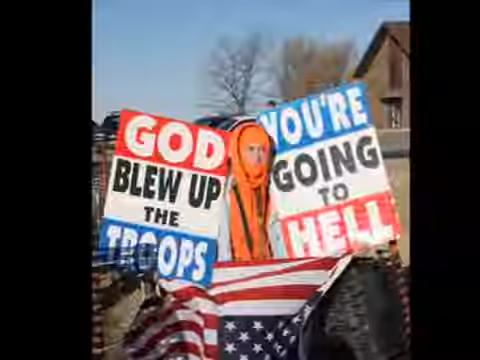 GOD
BLEW UP
THE
TROOPS
YOU'RE
GOING
TO
HELL